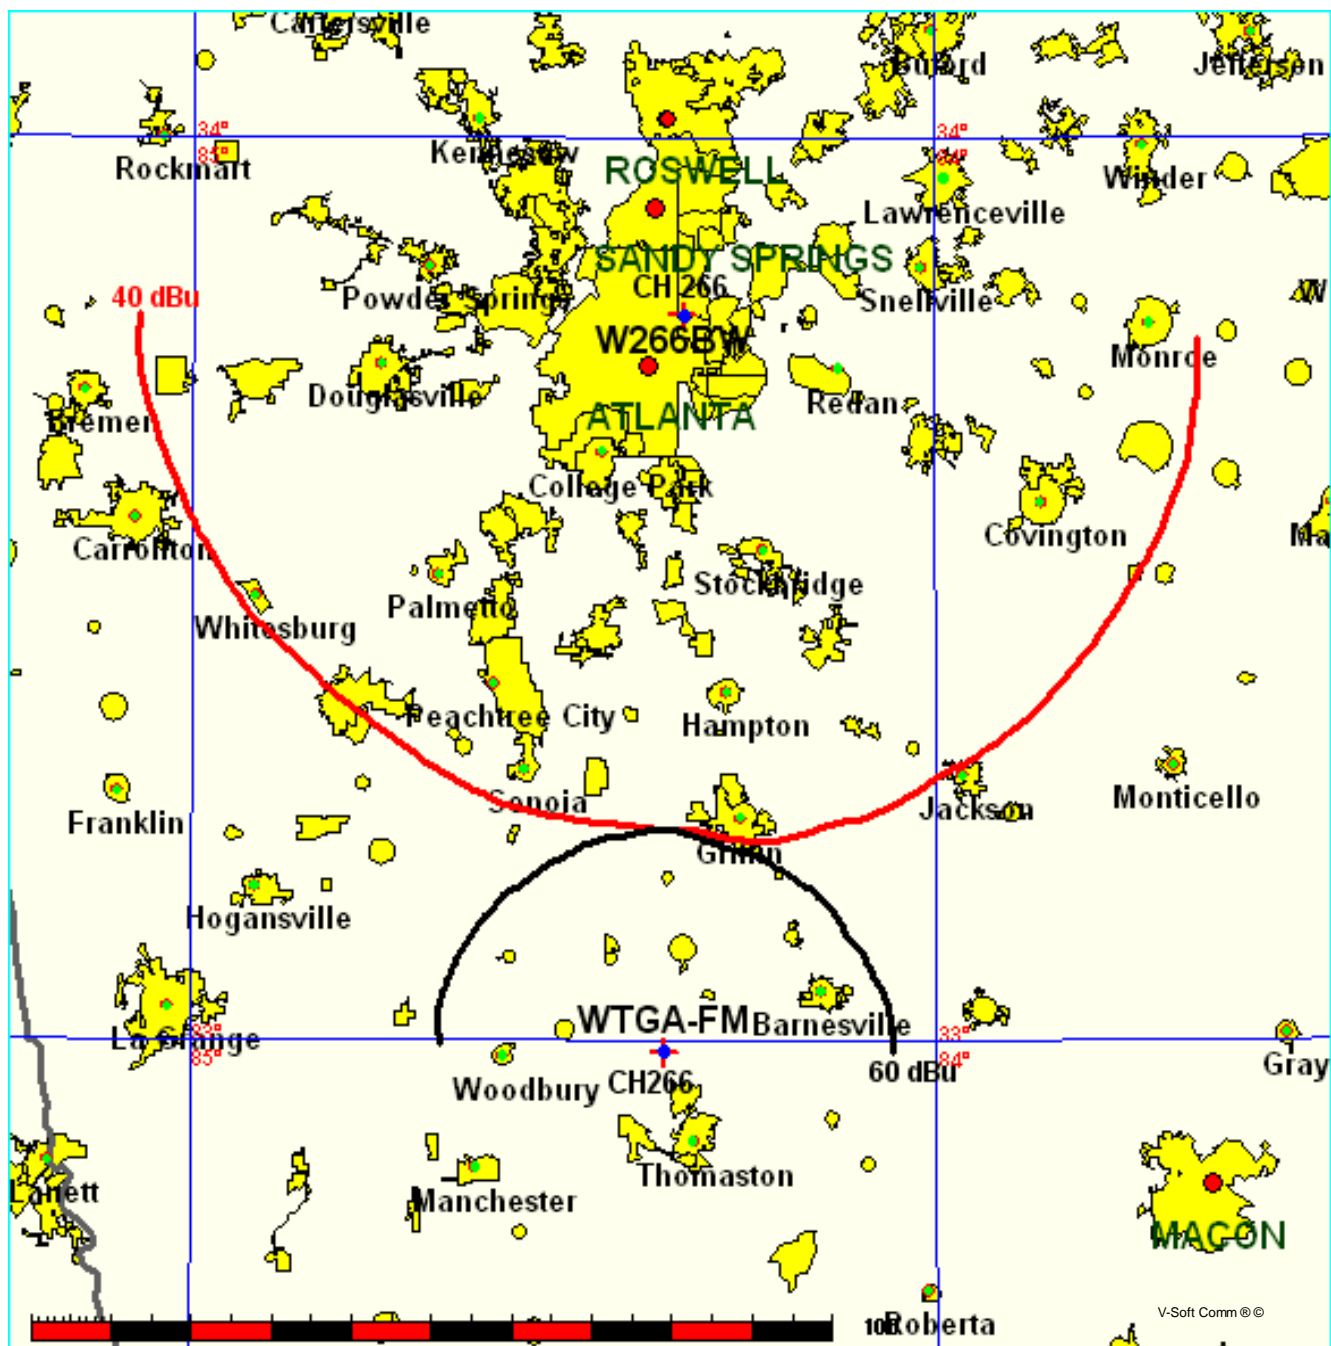 Cartersville
Buford
Jefferson
34°
85°
34°
84°
Rockmart
Kennesaw
ROSWELL
Winder
Lawrenceville
SANDY SPRINGS
CH 266
40 dBu
Powder Springs
Snellville
W
W266BW
Monroe
Douglasville
Redan
Bremen
ATLANTA
College Park
Carrollton
Covington
Ma
Stockbridge
Palmetto
Whitesburg
Peachtree City
Hampton
Senoia
Jackson
Monticello
Franklin
Griffin
Hogansville
WTGA-FM
Barnesville
La Grange
33°
85°
33°
84°
Gray
60 dBu
Woodbury
CH266
Thomaston
Lanett
Manchester
MACON
V-Soft Comm ® ©
Roberta